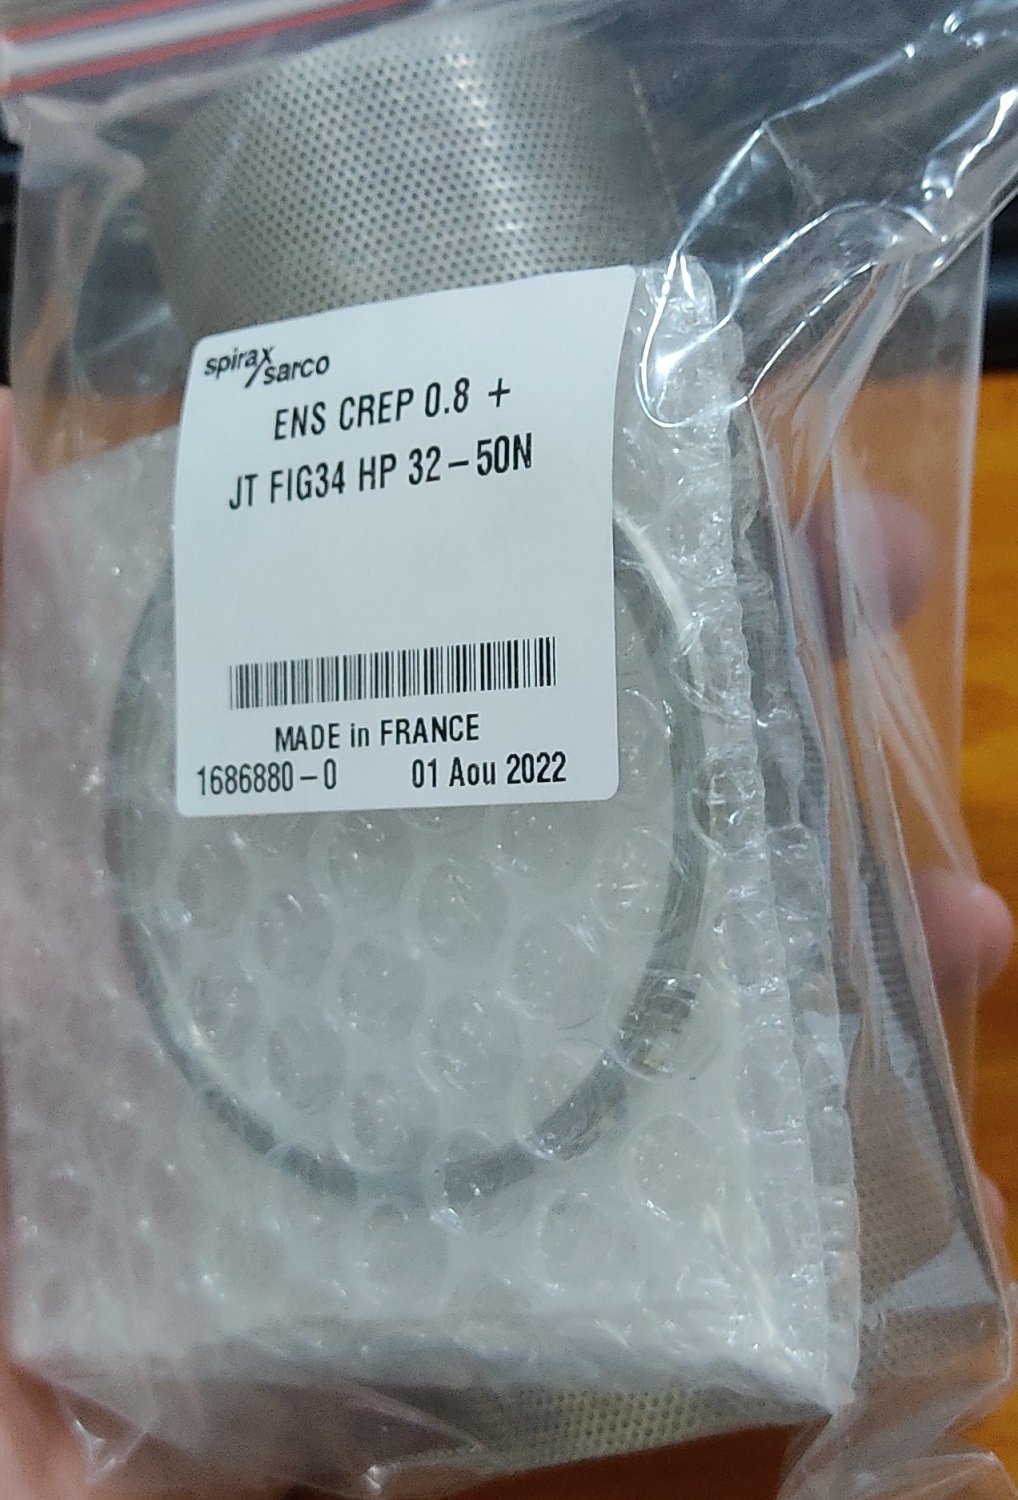 spirax
sarco
ENS CREP 0.8 +
JT FIG34 HP 32-50N
MADE in FRANCE
1686880-0 01 Aou 2022